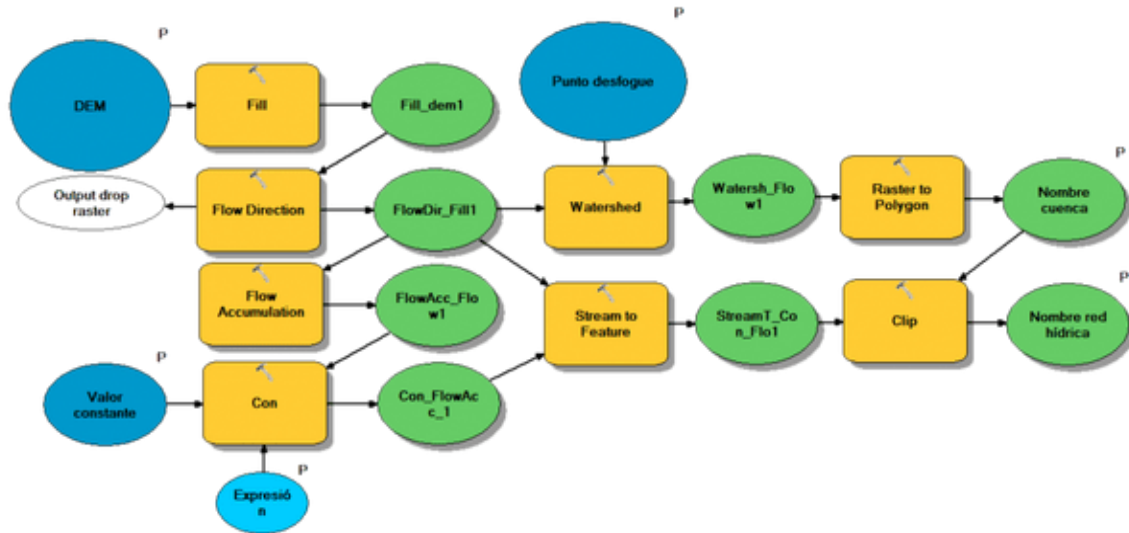 P
DEM
Fill
Fill_dem1
Punto desfogue
P
Output drop
raster
Flow Direction
FlowDir_Fill1
Watershed
Watersh_Flo
w1
Raster to
Polygon
P
Nombre
cuenca
Flow
Accumulation
FlowAcc_Flo
w1
Stream to
Feature
StreamT_Co
n_Flo1
Clip
P
Nombre red
hídrica
P
Valor
constante
Con
Con_FlowAc
c_1
P
Expresió
n